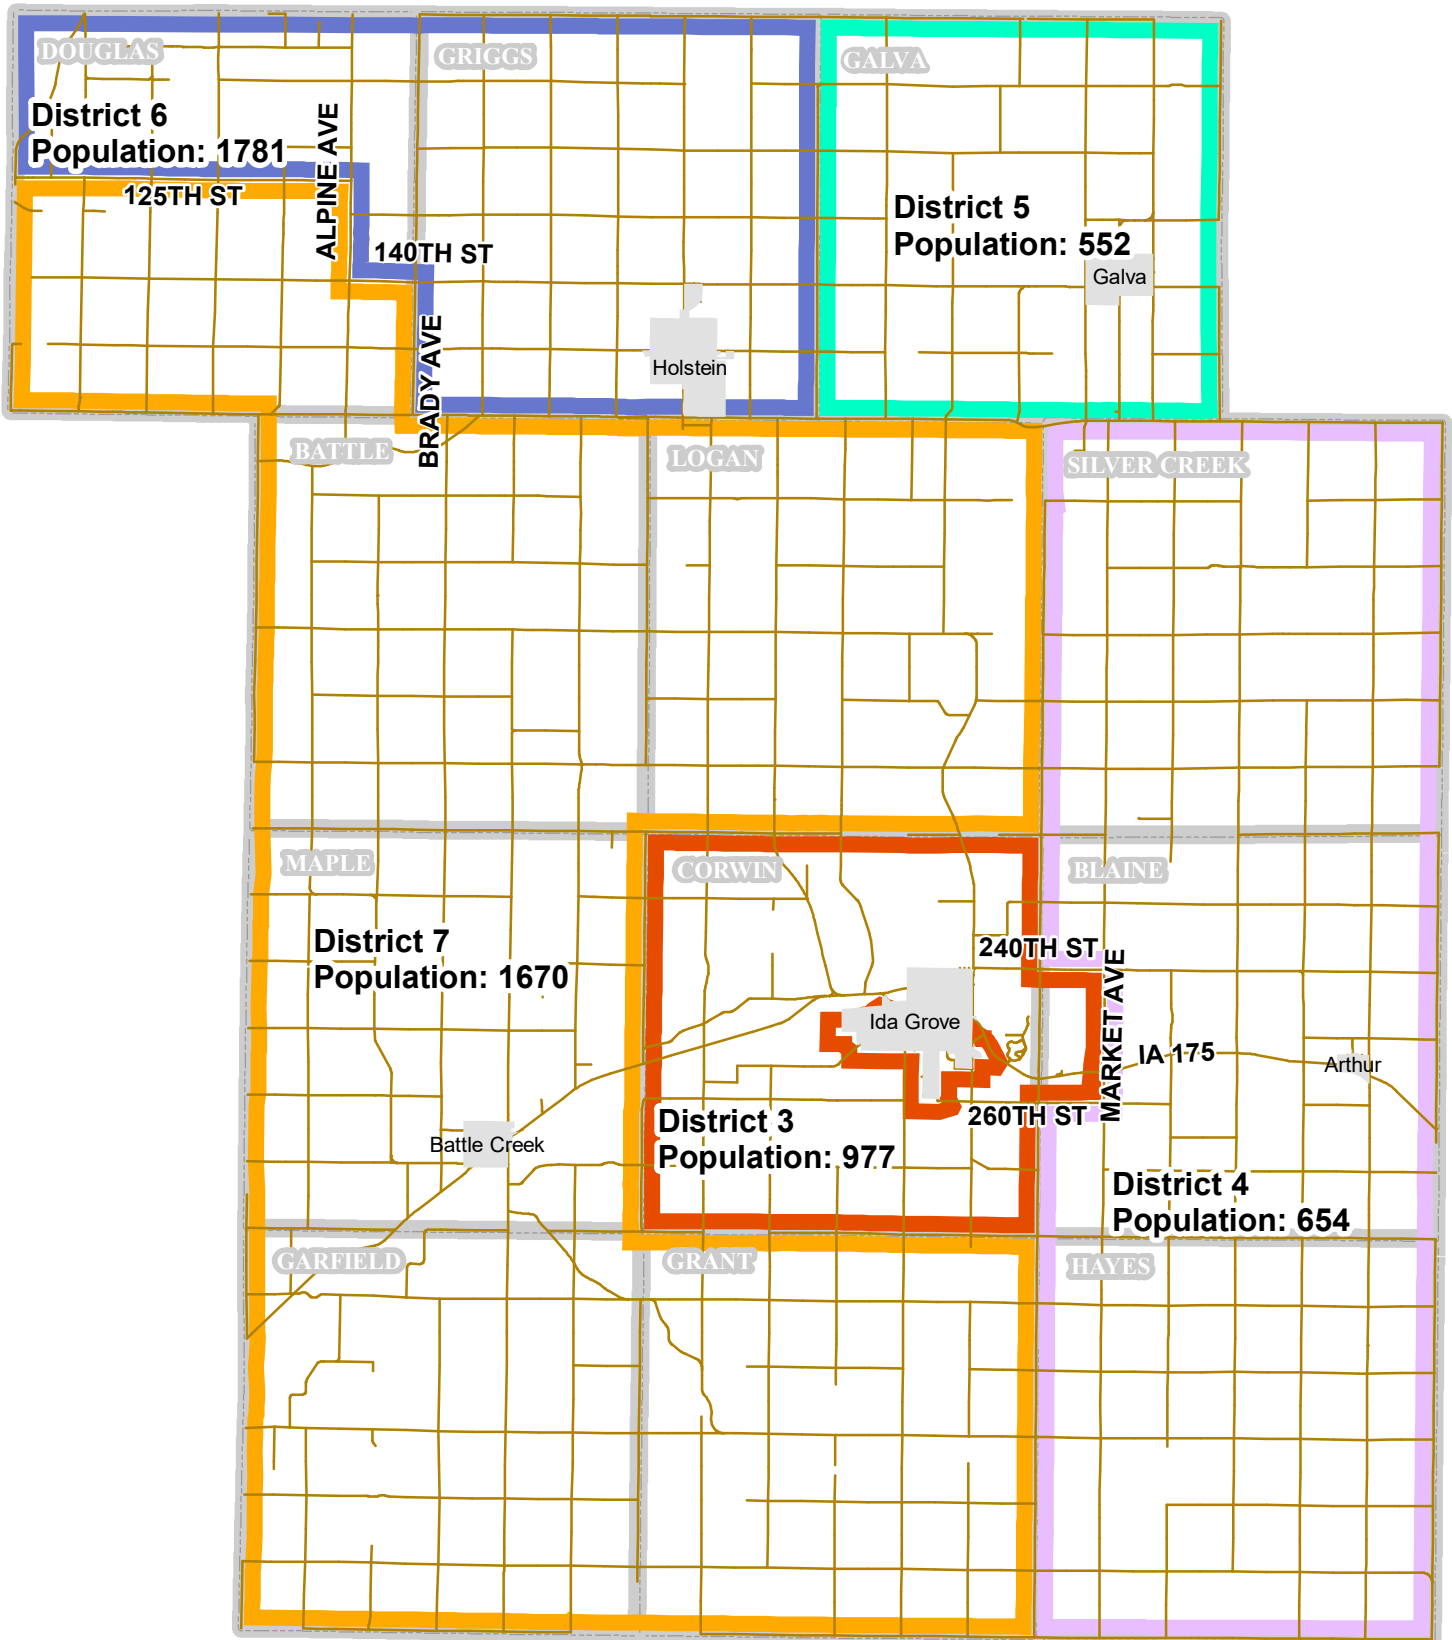 DOUGLAS
GRIGGS
GALVA
District 6
Population: 1781
ALPINE AVE
125TH ST
140TH ST
District 5
Population: 552
Galva
BRADY AVE
Holstein
BATTLE
LOGAN
SILVER CREEK
MAPLE
CORWIN
BLAINE
District 7
Population: 1670
240TH ST
MARKET AVE
Ida Grove
IA 175
Arthur
260TH ST
District 3
Population: 977
Battle Creek
District 4
Population: 654
GARFIELD
GRANT
HAYES